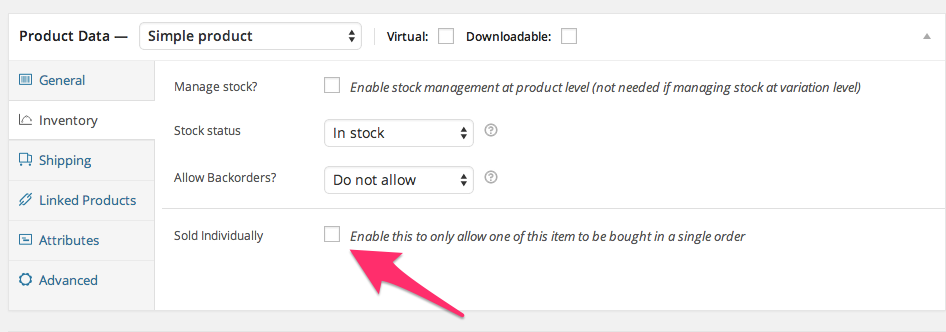 Product Data — Simple product Virtual: Downloadable:
General
Inventory
Shipping
Linked Products
Attributes
Advanced
Manage stock? Enable stock management at product level (not needed if managing stock at variation level)
Stock status In stock
Allow Backorders? Do not allow
Sold Individually Enable this to only allow one of this item to be bought in a single order